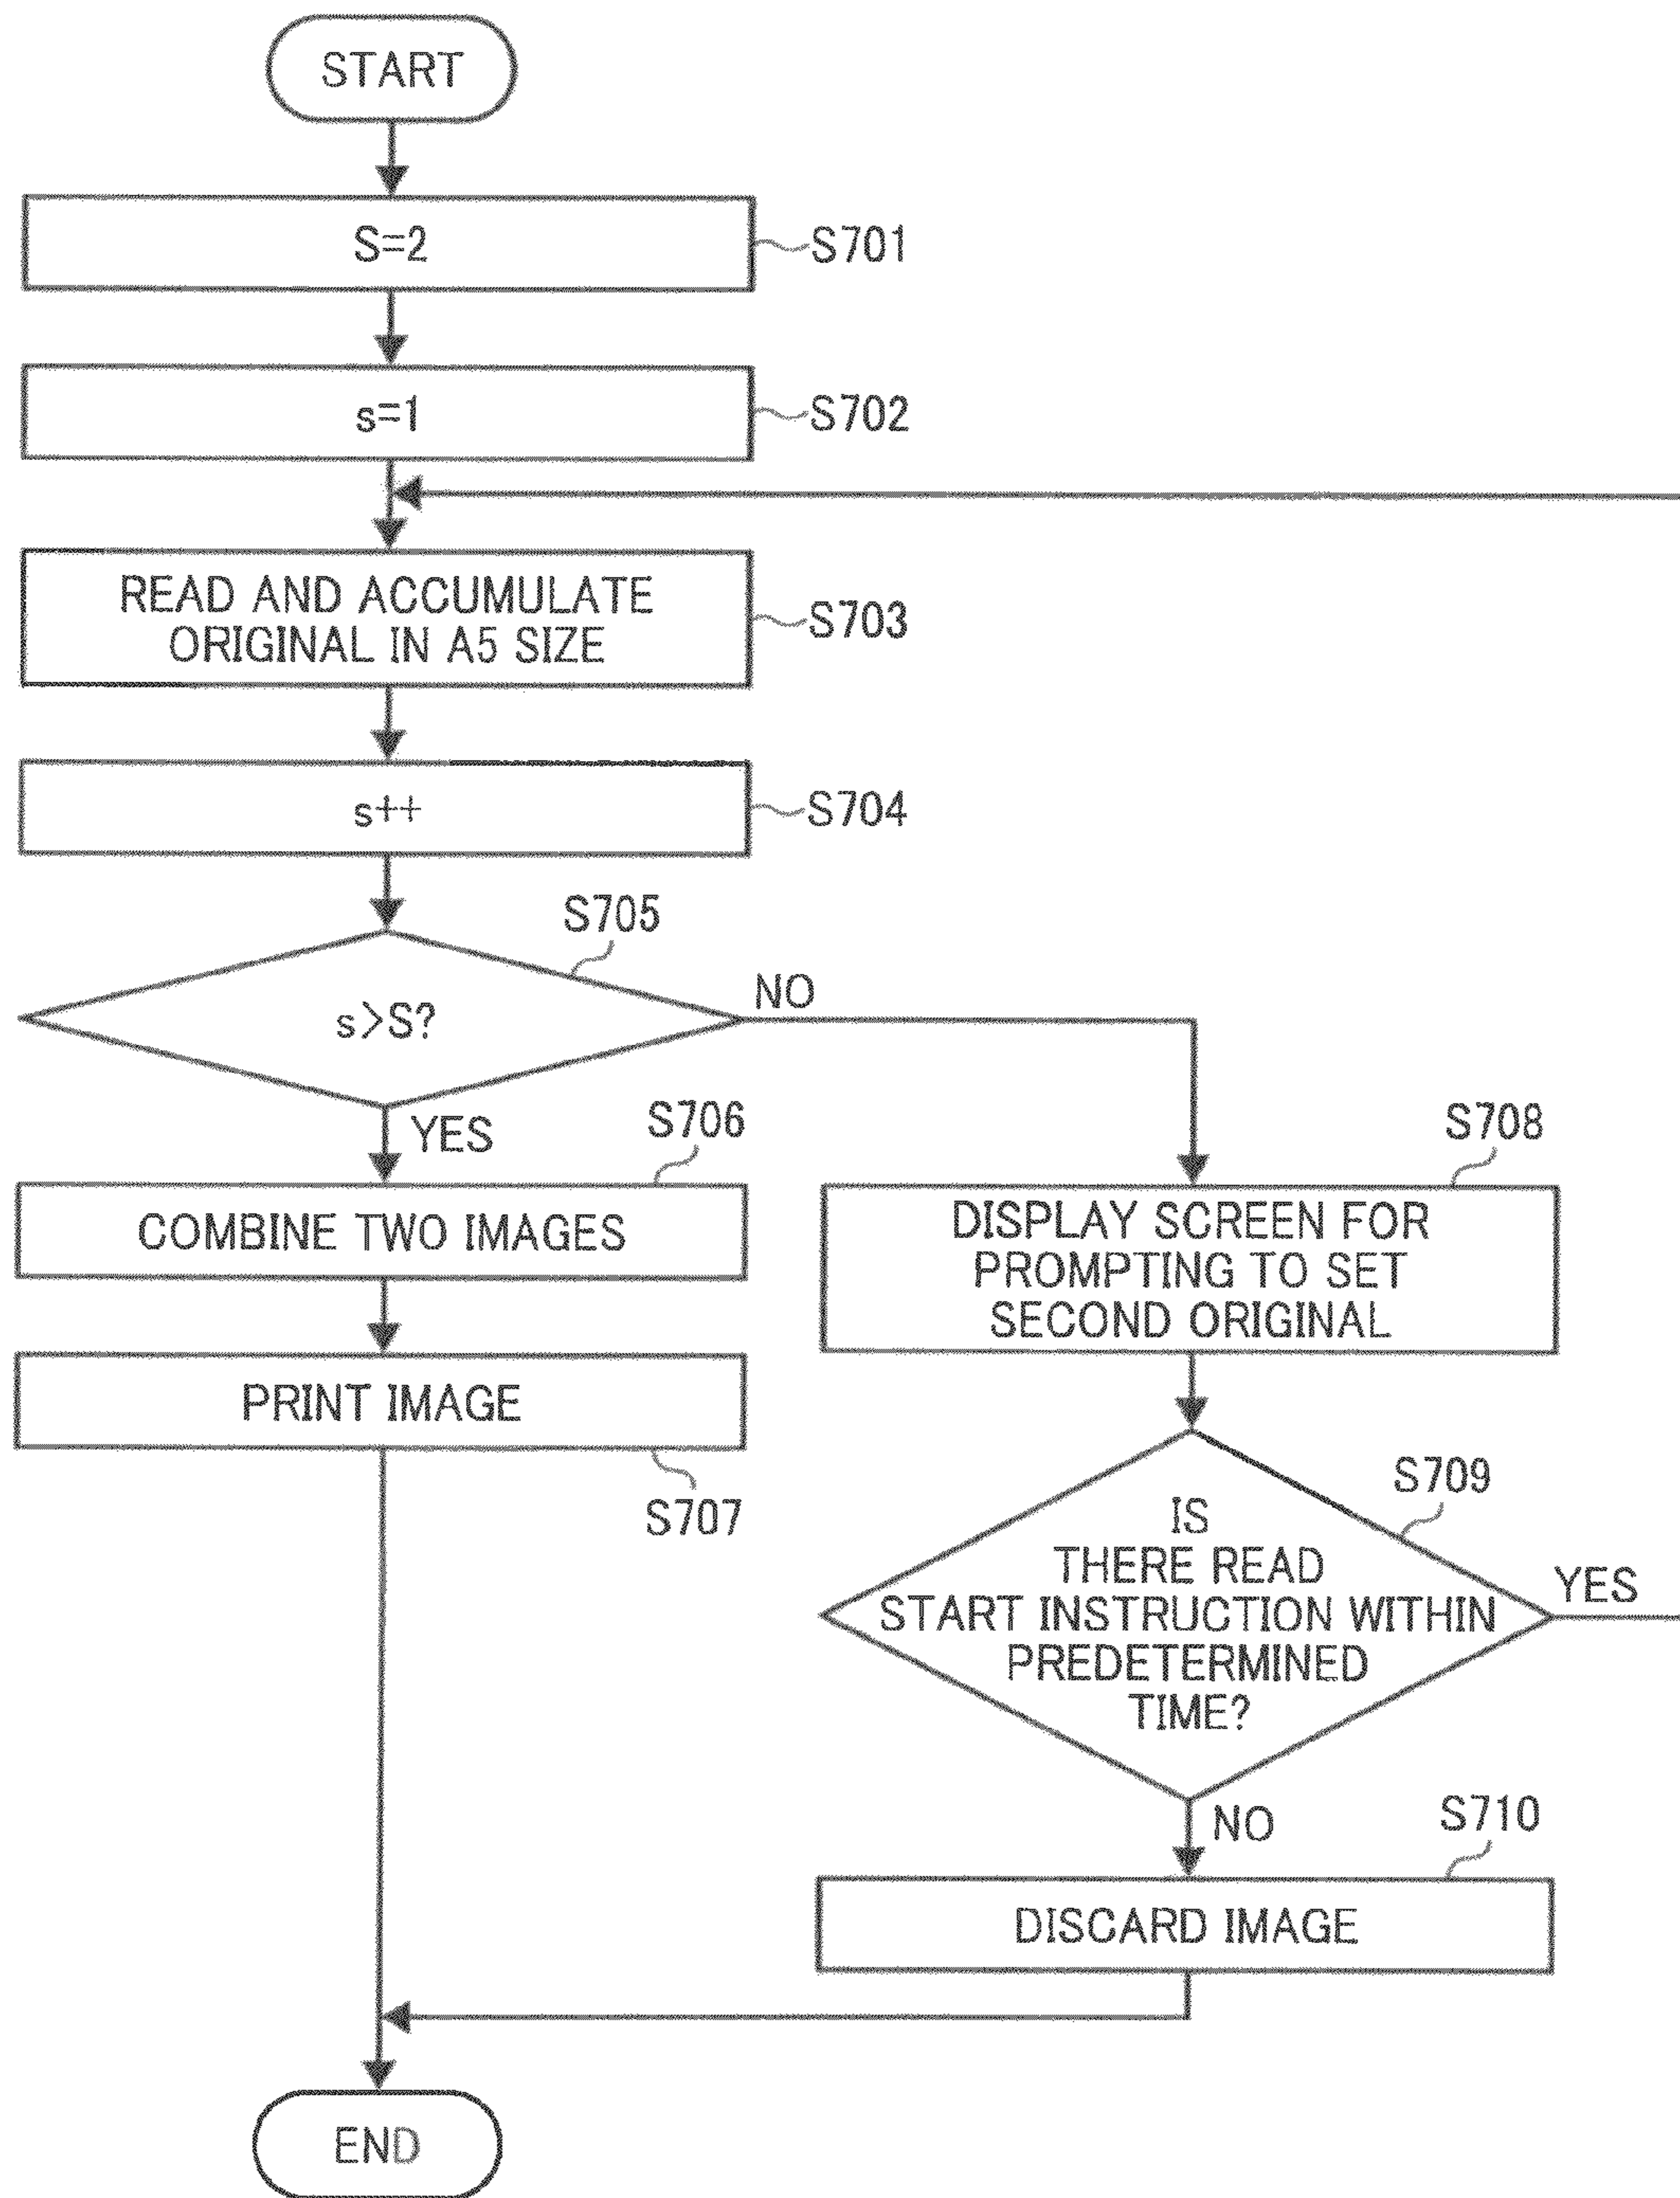 START
S=2
S701
s=1
S702
READ AND ACCUMULATE
ORIGINAL IN A5 SIZE
S703
s++
S704
S705
s>S?
NO
YES
S706
COMBINE TWO IMAGES
PRINT IMAGE
S707
S708
DISPLAY SCREEN FOR
PROMPTING TO SET
SECOND ORIGINAL
S709
IS
THERE READ
START INSTRUCTION WITHIN
PREDETERMINED
TIME?
YES
NO
S710
DISCARD IMAGE
END